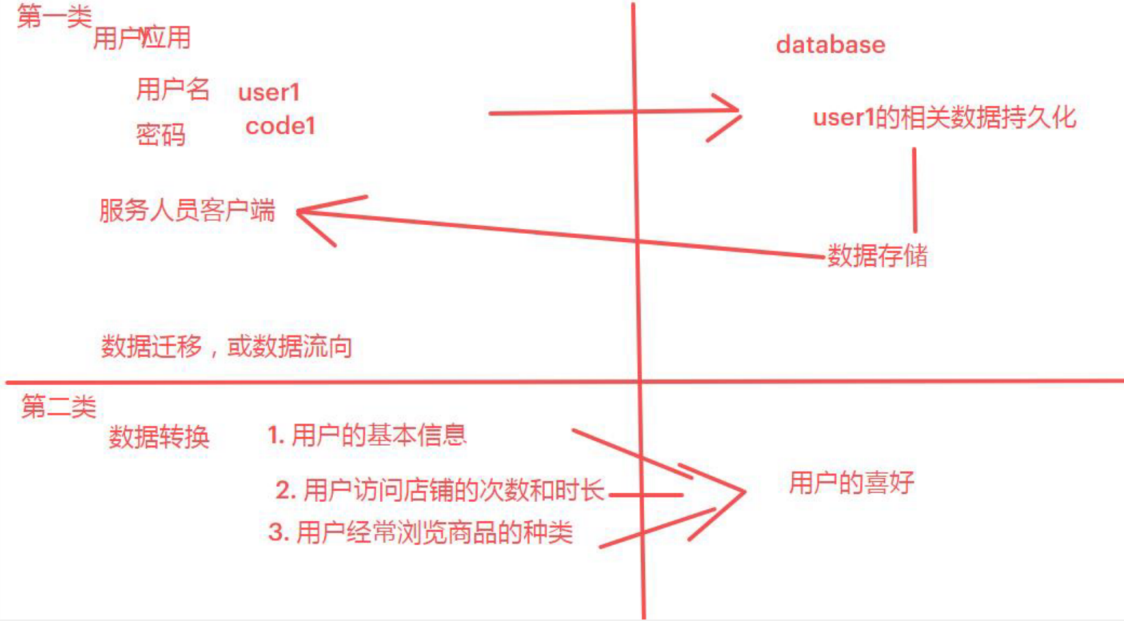 第一类
用户应用
database
用户名 user1
密码 code1
user1的相关数据持久化
服务人员客户端
数据存储
数据迁移，或数据流向
第二类
数据转换
1. 用户的基本信息
2. 用户访问店铺的次数和时长
3. 用户经常浏览商品的种类
用户的喜好